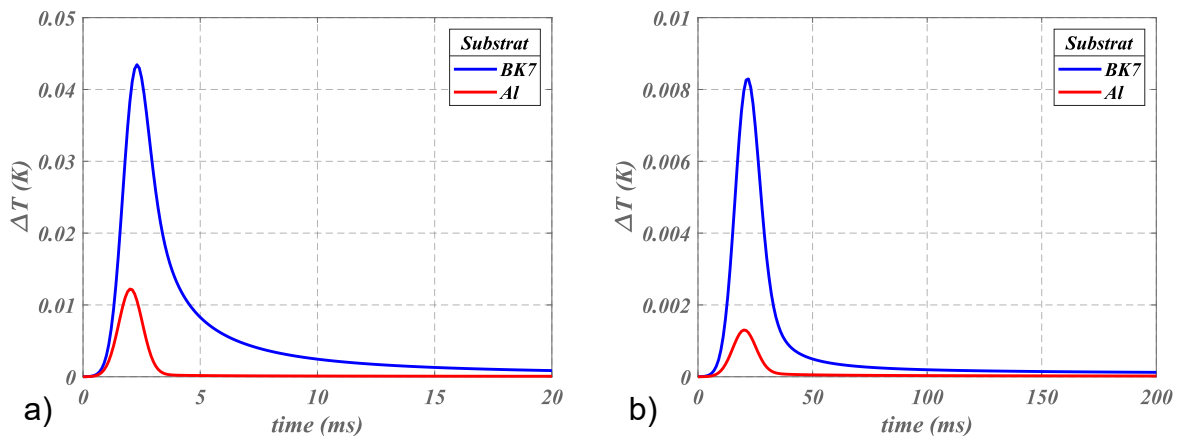 0.05
0.04
0.03
0.02
0.01
0
ΔT (K)
0 5 10 15 20
time (ms)
Substrat
BK7
Al
a)
0.01
0.008
0.006
0.004
0.002
0
ΔT (K)
0 50 100 150 200
time (ms)
Substrat
BK7
Al
b)